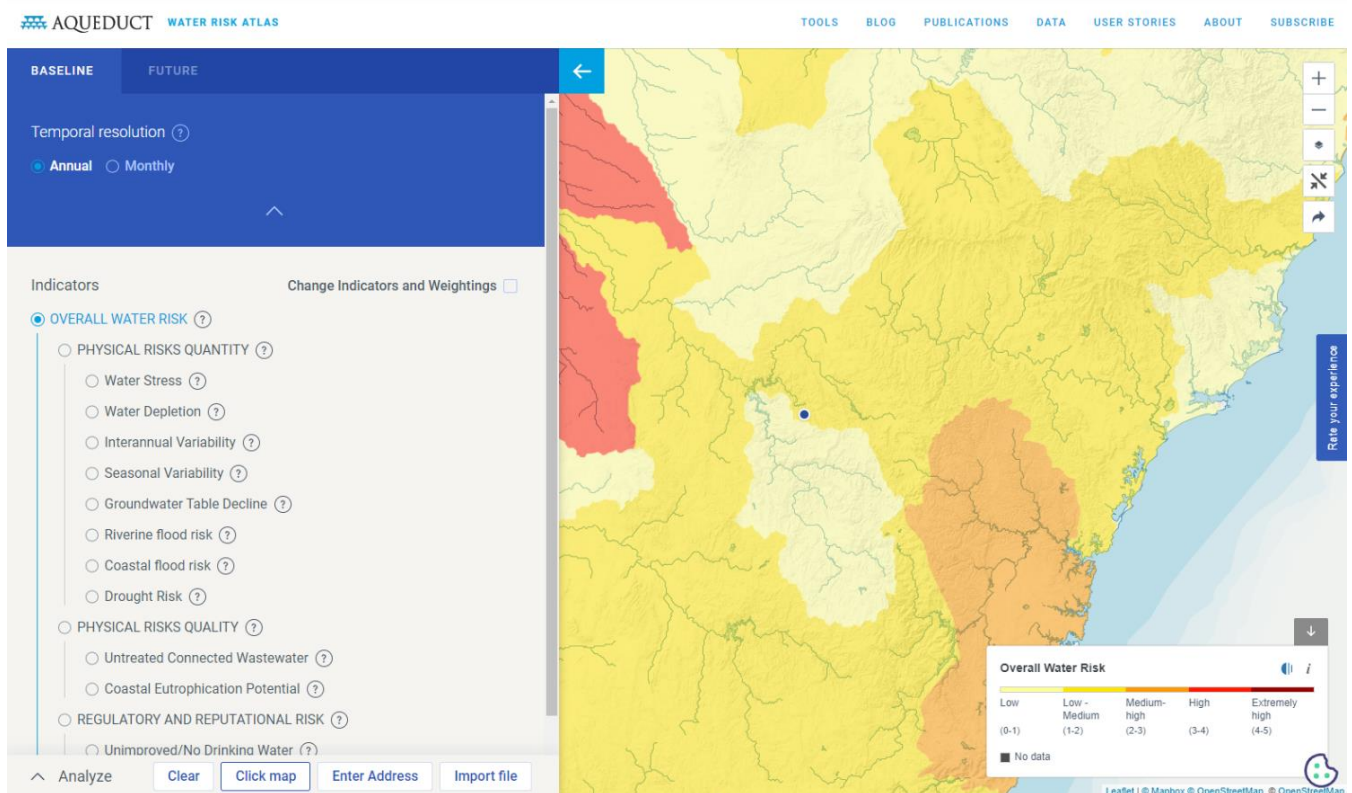 AQUEDUCT WATER RISK ATLAS
TOOLS BLOG PUBLICATIONS DATA USER STORIES ABOUT SUBSCRIBE
BASELINE FUTURE
Temporal resolution ?
Annual Monthly
Indicators Change Indicators and Weightings
OVERALL WATER RISK ?
PHYSICAL RISKS QUANTITY ?
Water Stress ?
Water Depletion ?
Interannual Variability ?
Seasonal Variability ?
Groundwater Table Decline ?
Riverine flood risk ?
Coastal flood risk ?
Drought Risk ?
PHYSICAL RISKS QUALITY ?
Untreated Connected Wastewater ?
Coastal Eutrophication Potential ?
REGULATORY AND REPUTATIONAL RISK ?
Unimproved/No Drinking Water ?
Analyze Clear Click map Enter Address Import file
Rate your experience
Overall Water Risk i
Low Low - Medium Medium-high High Extremely high
(0-1) (1-2) (2-3) (3-4) (4-5)
No data
Leaflet | © Mapbox © OpenStreetMap, © OpenStreetMap